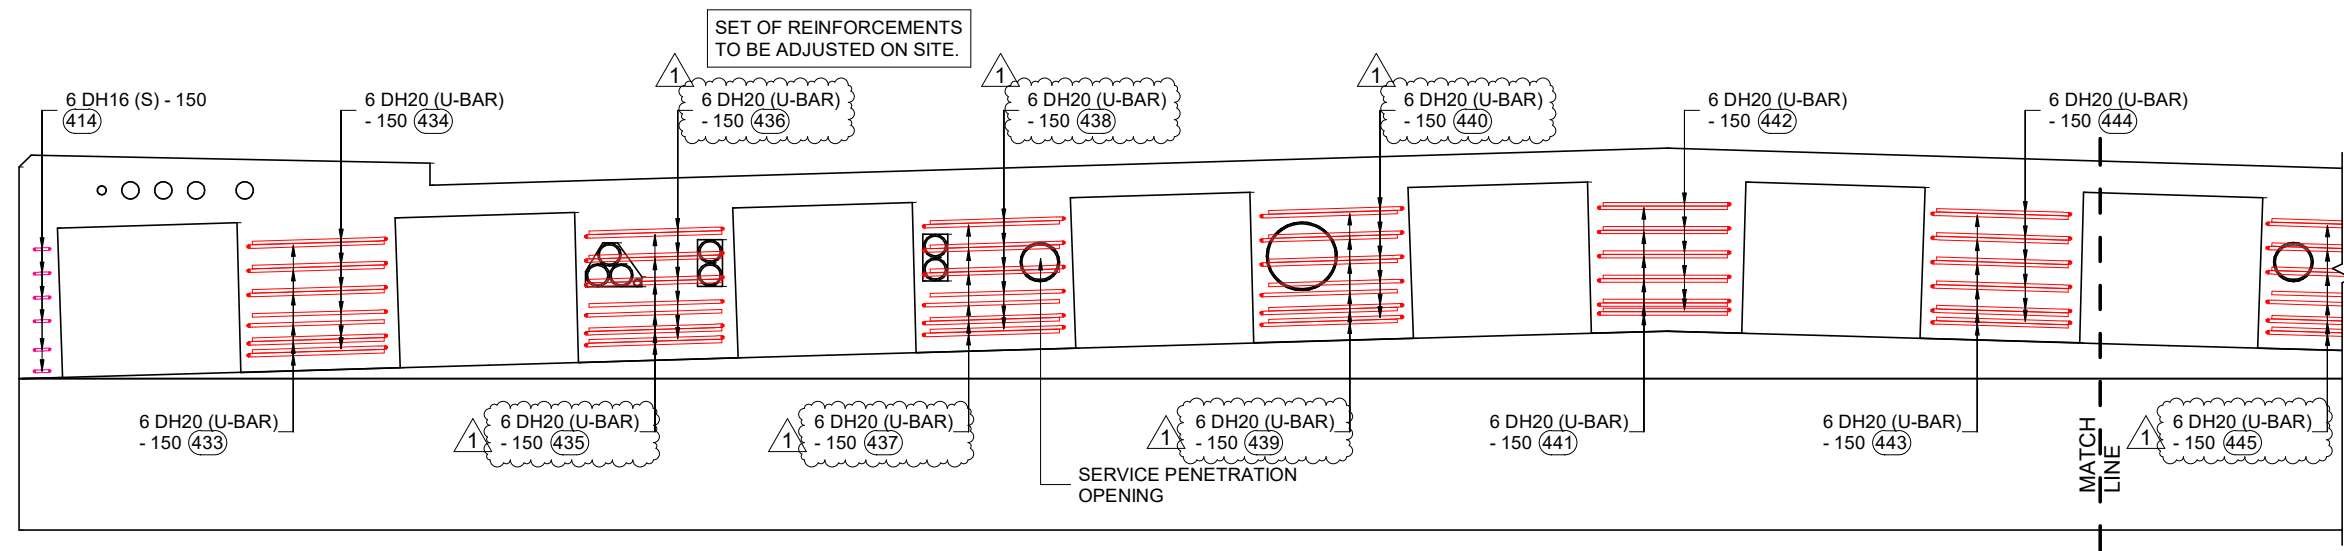 SET OF REINFORCEMENTS
TO BE ADJUSTED ON SITE.
6 DH16 (S) - 150
414
6 DH20 (U-BAR)
- 150 434
1
6 DH20 (U-BAR)
- 150 436
1
6 DH20 (U-BAR)
- 150 438
1
6 DH20 (U-BAR)
- 150 440
6 DH20 (U-BAR)
- 150 442
6 DH20 (U-BAR)
- 150 444
6 DH20 (U-BAR)
- 150 433
1
6 DH20 (U-BAR)
- 150 435
1
6 DH20 (U-BAR)
- 150 437
1
6 DH20 (U-BAR)
- 150 439
6 DH20 (U-BAR)
- 150 441
6 DH20 (U-BAR)
- 150 443
1
6 DH20 (U-BAR)
- 150 445
SERVICE PENETRATION
OPENING
MATCH
LINE